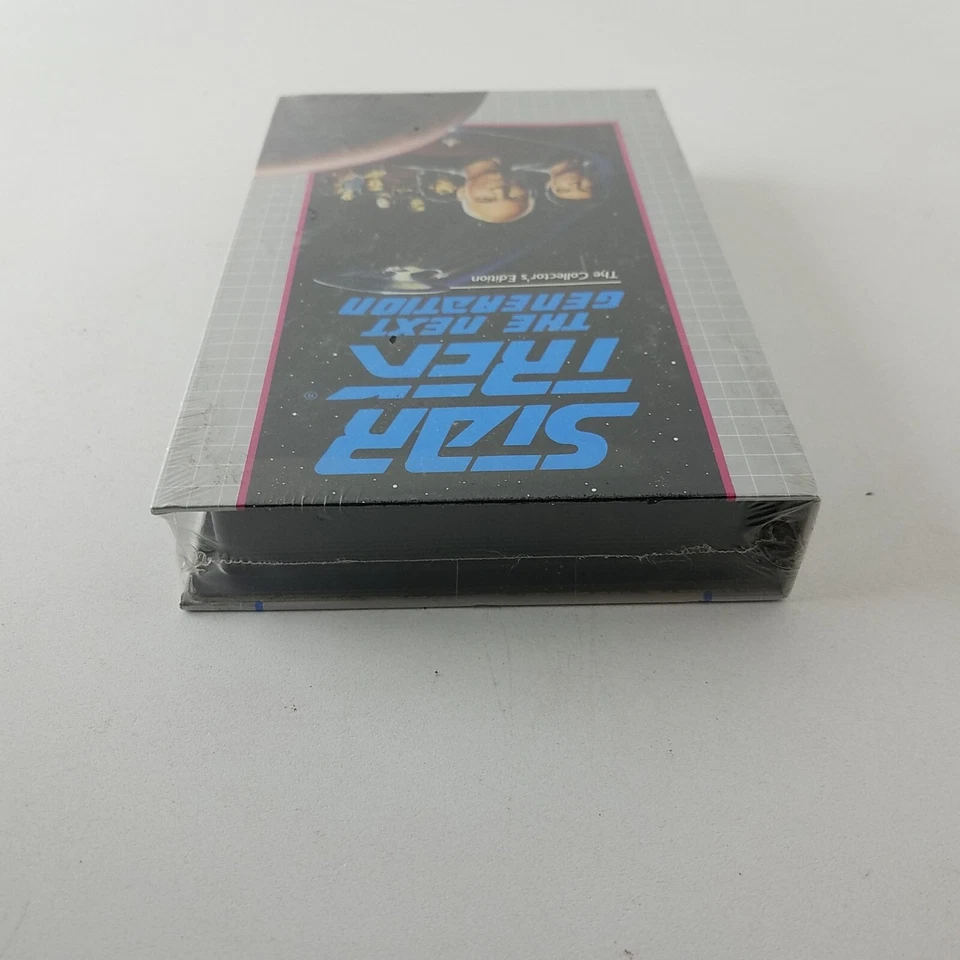 STAR
TREK®
THE NEXT
GENERATION
The Collector's Edition